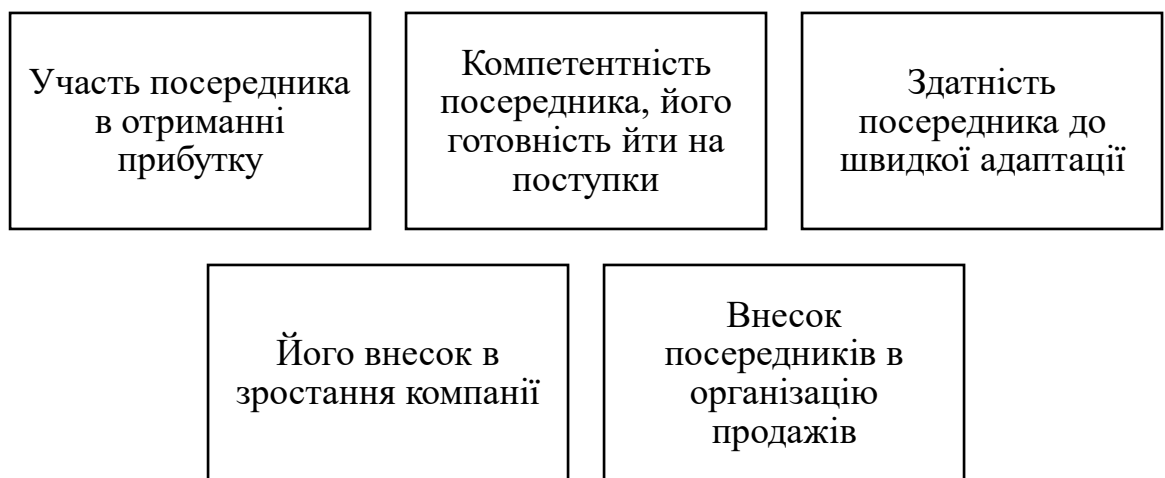 Участь посередника
в отриманні
прибутку
Компетентність
посередника, його
готовність йти на
поступки
Здатність
посередника до
швидкої адаптації
Його внесок в
зростання компанії
Внесок
посередників в
організацію
продажів